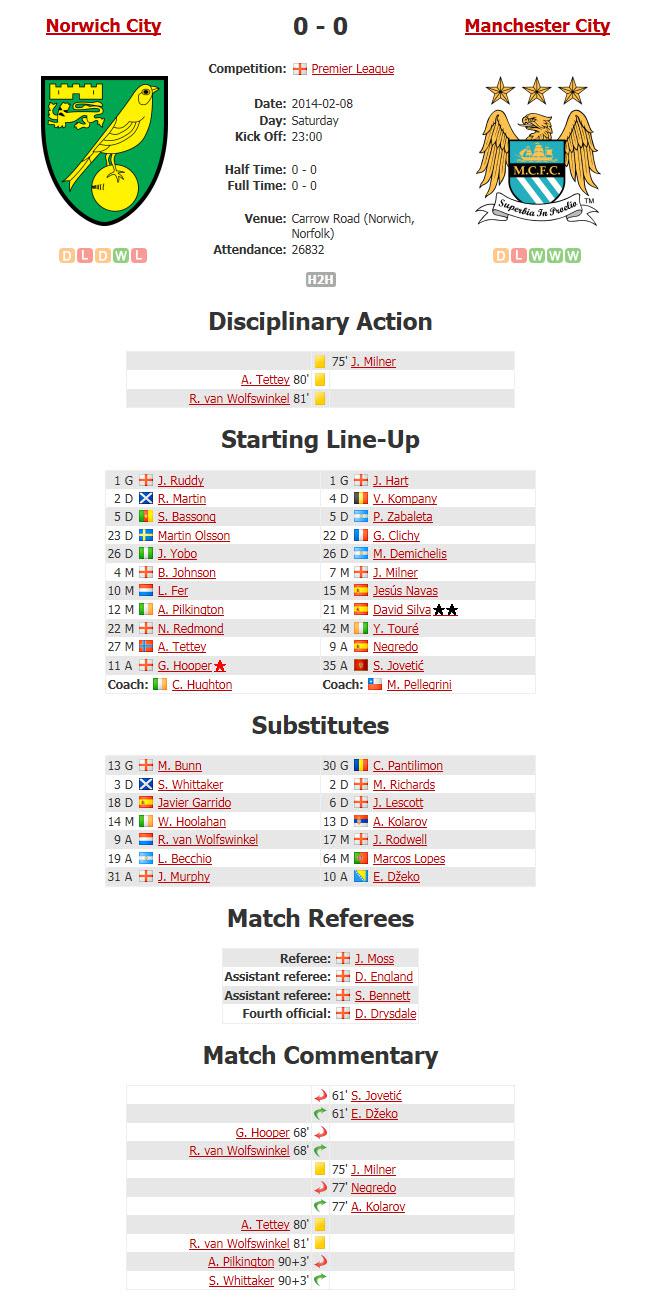 Norwich City 0 - 0 Manchester City
Competition: Premier League
Date: 2014-02-08
Day: Saturday
Kick Off: 23:00
Half Time: 0 - 0
Full Time: 0 - 0
Venue: Carrow Road (Norwich,
Norfolk)
Attendance: 26832
M.C.F.C.
Superbia In Proelio TM
D L D W L
D L W W W
H2H
Disciplinary Action
75' J. Milner
A. Tettey 80'
R. van Wolfswinkel 81'
Starting Line-Up
1 G J. Ruddy 1 G J. Hart
2 D R. Martin 4 D V. Kompany
5 D S. Bassong 5 D P. Zabaleta
23 D Martin Olsson 22 D G. Clichy
26 D J. Yobo 26 D M. Demichelis
4 M B. Johnson 7 M J. Milner
10 M L. Fer 15 M Jesús Navas
12 M A. Pilkington 21 M David Silva
22 M N. Redmond 42 M Y. Touré
27 M A. Tettey 9 A Negredo
11 A G. Hooper 35 A S. Jovetić
Coach: C. Hughton Coach: M. Pellegrini
Substitutes
13 G M. Bunn 30 G C. Pantilimon
3 D S. Whittaker 2 D M. Richards
18 D Javier Garrido 6 D J. Lescott
14 M W. Hoolahan 13 D A. Kolarov
9 A R. van Wolfswinkel 17 M J. Rodwell
19 A L. Becchio 64 M Marcos Lopes
31 A J. Murphy 10 A E. Džeko
Match Referees
Referee: J. Moss
Assistant referee: D. England
Assistant referee: S. Bennett
Fourth official: D. Drysdale
Match Commentary
61' S. Jovetić
61' E. Džeko
G. Hooper 68'
R. van Wolfswinkel 68'
75' J. Milner
77' Negredo
77' A. Kolarov
A. Tettey 80'
R. van Wolfswinkel 81'
A. Pilkington 90+3'
S. Whittaker 90+3'